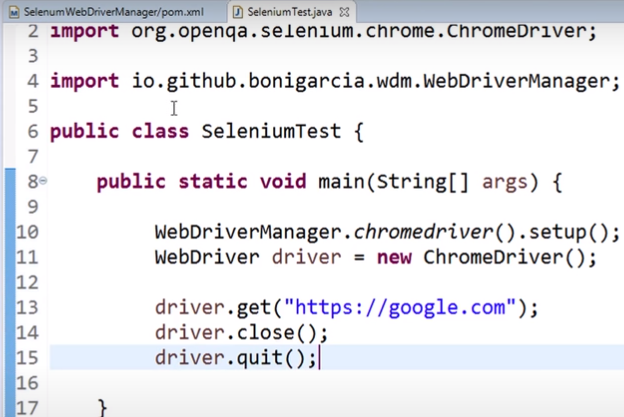 SelenumWebDriverManager/pom.xml SeleniumTest.java
2 import org.openqa.selenium.chrome.ChromeDriver;
3
4 import io.github.bonigarcia.wdm.WebDriverManager;
5
6 public class SeleniumTest {
7
8 public static void main(String[] args) {
9
10 WebDriverManager.chromedriver().setup();
11 WebDriver driver = new ChromeDriver();
12
13 driver.get("https://google.com");
14 driver.close();
15 driver.quit();
16
17 }